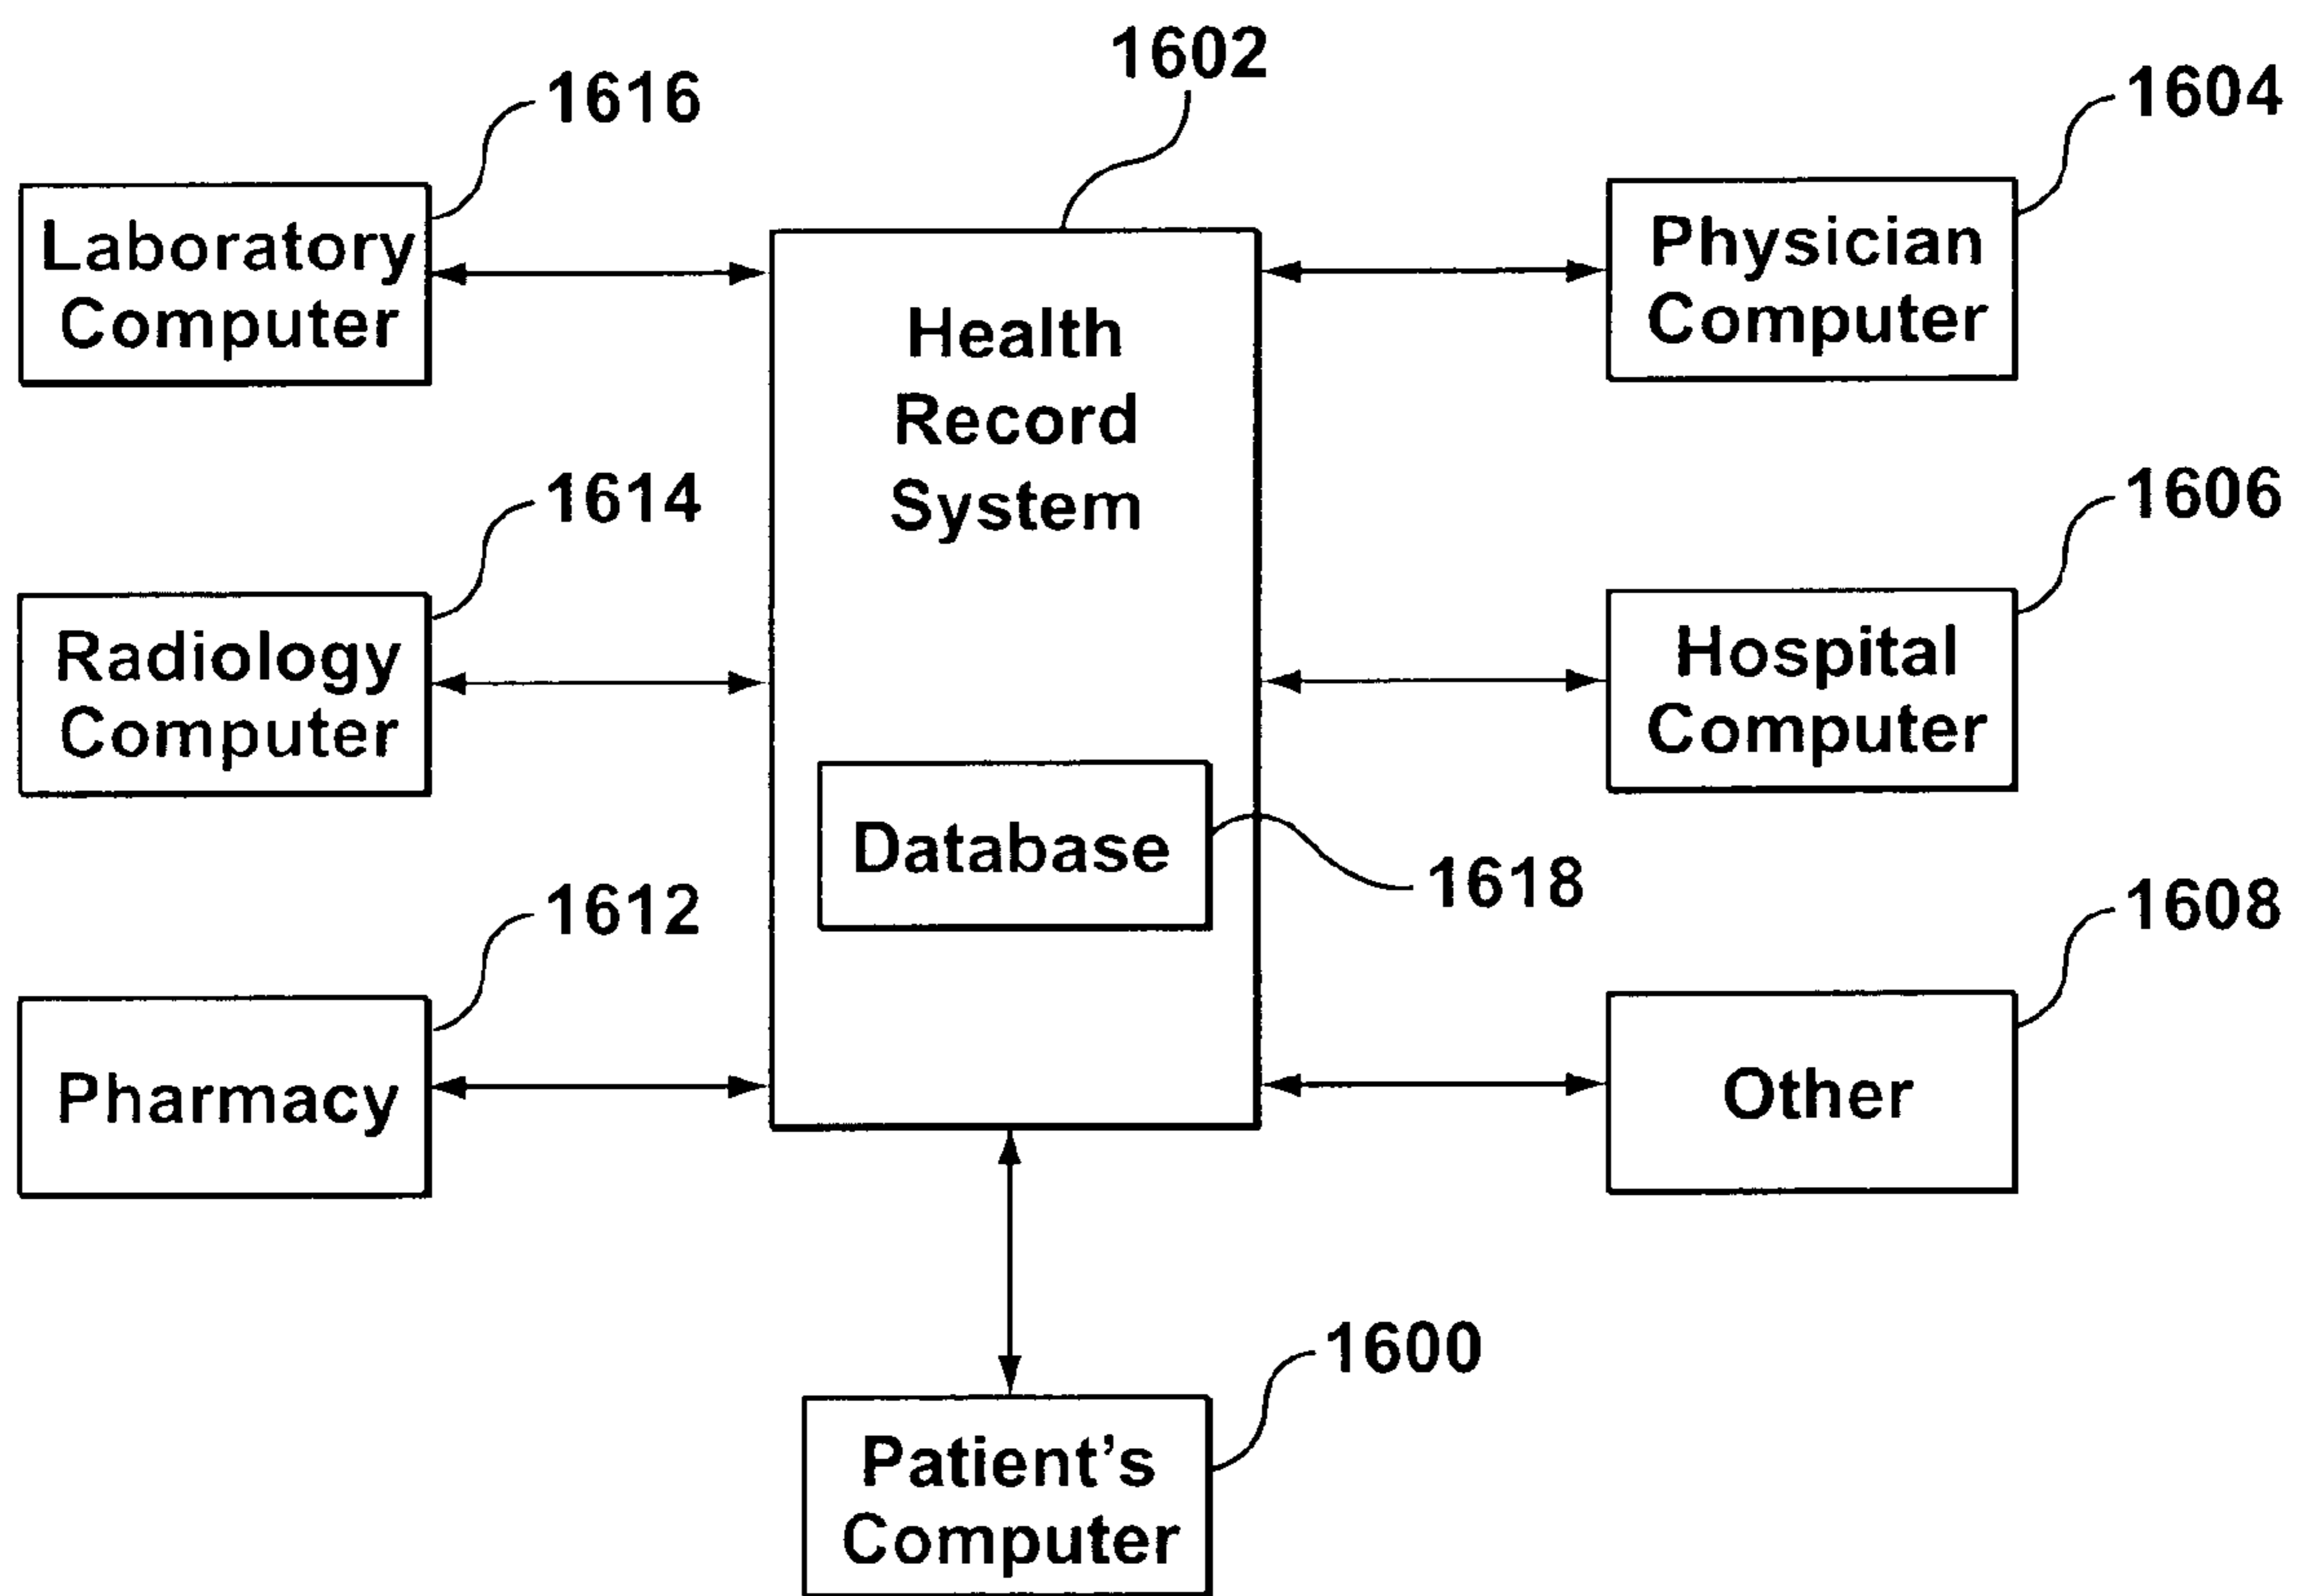 1602
1616
1604
Laboratory
Computer
Physician
Computer
Health
Record
System
1614
1606
Radiology
Computer
Hospital
Computer
Database
1618
1612
1608
Pharmacy
Other
1600
Patient's
Computer